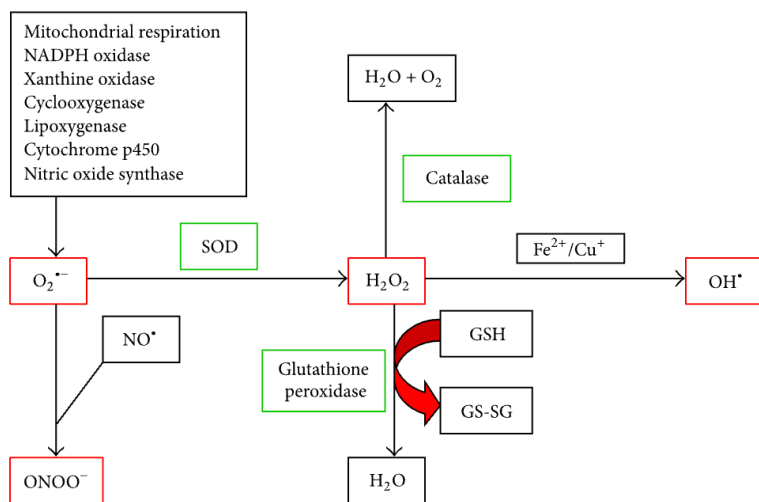 Mitochondrial respiration
NADPH oxidase
Xanthine oxidase
Cyclooxygenase
Lipoxygenase
Cytochrome p450
Nitric oxide synthase
H₂O + O₂
Catalase
SOD
Fe²⁺/Cu⁺
O₂•⁻
H₂O₂
OH•
NO•
GSH
Glutathione
peroxidase
GS-SG
ONOO⁻
H₂O